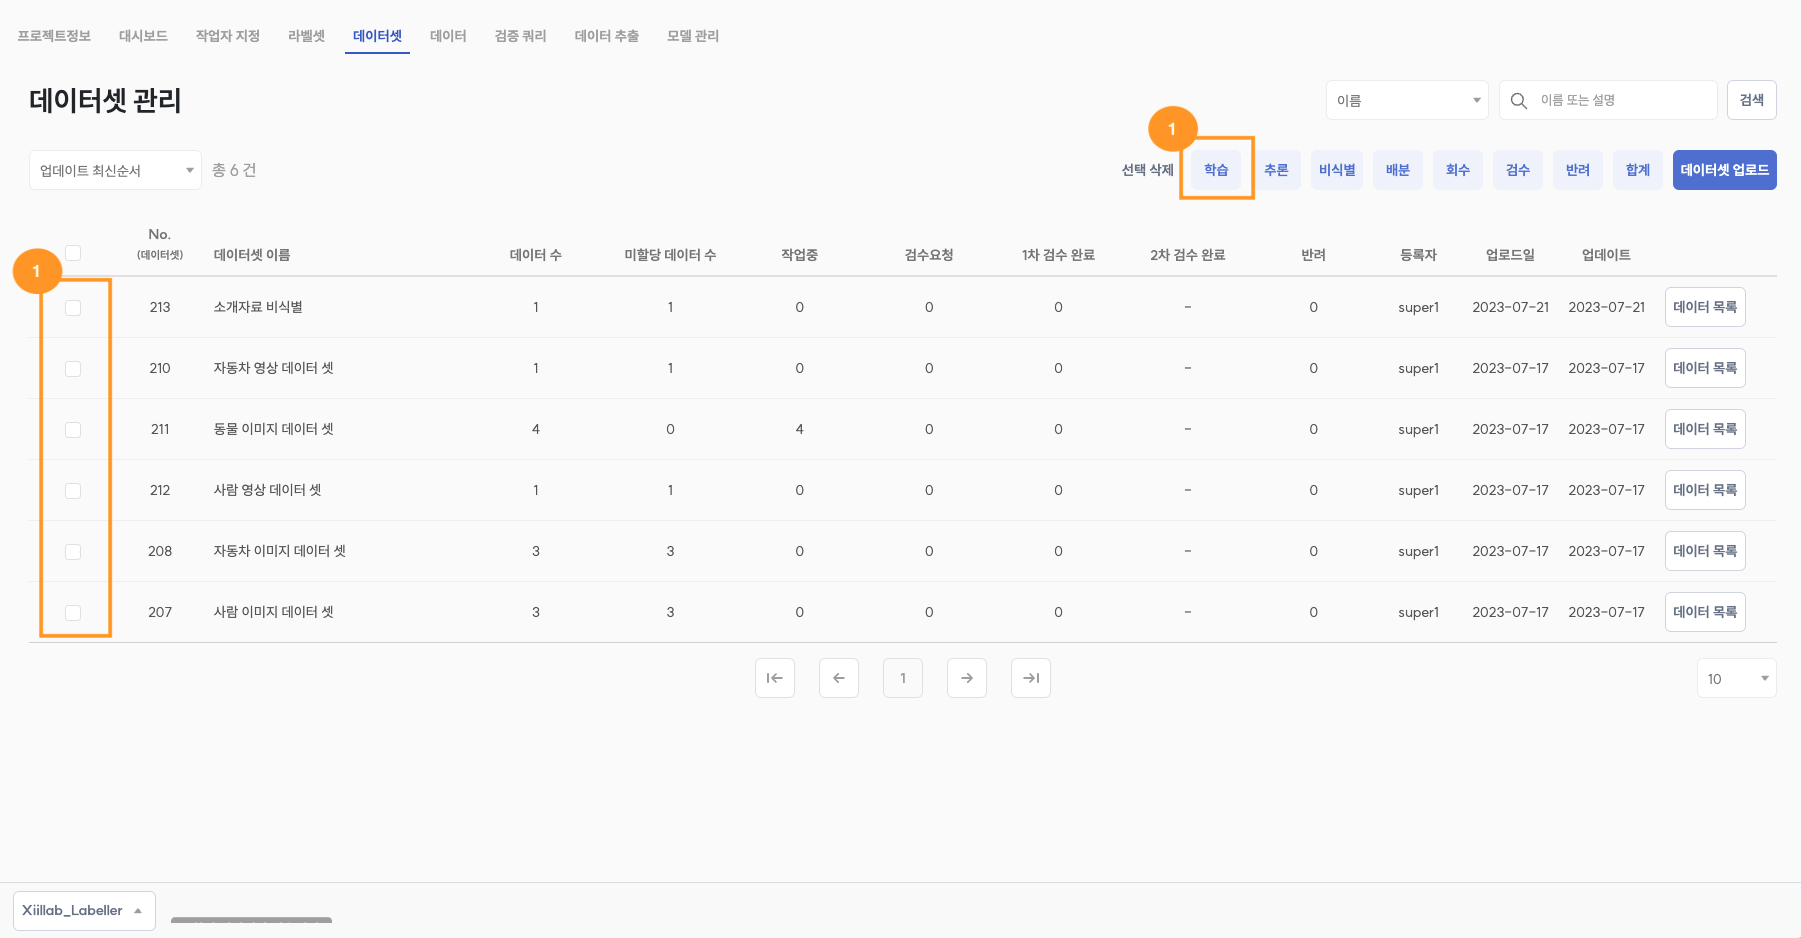 프로젝트정보 대시보드 작업자 지정 라벨셋 데이터셋 데이터 검증 쿼리 데이터 추출 모델 관리
데이터셋 관리 이름 이름 또는 설명 검색
1
업데이트 최신순서 총 6 건 선택 삭제 학습 추론 비식별 배분 회수 검수 반려 합계 데이터셋 업로드
No.
(데이터셋) 데이터셋 이름 데이터 수 미할당 데이터 수 작업중 검수요청 1차 검수 완료 2차 검수 완료 반려 등록자 업로드일 업데이트
1
213 소개자료 비식별 1 1 0 0 0 - 0 super1 2023-07-21 2023-07-21 데이터 목록
210 자동차 영상 데이터 셋 1 1 0 0 0 - 0 super1 2023-07-17 2023-07-17 데이터 목록
211 동물 이미지 데이터 셋 4 0 4 0 0 - 0 super1 2023-07-17 2023-07-17 데이터 목록
212 사람 영상 데이터 셋 1 1 0 0 0 - 0 super1 2023-07-17 2023-07-17 데이터 목록
208 자동차 이미지 데이터 셋 3 3 0 0 0 - 0 super1 2023-07-17 2023-07-17 데이터 목록
207 사람 이미지 데이터 셋 3 3 0 0 0 - 0 super1 2023-07-17 2023-07-17 데이터 목록
1 10
Xiillab_Labeller